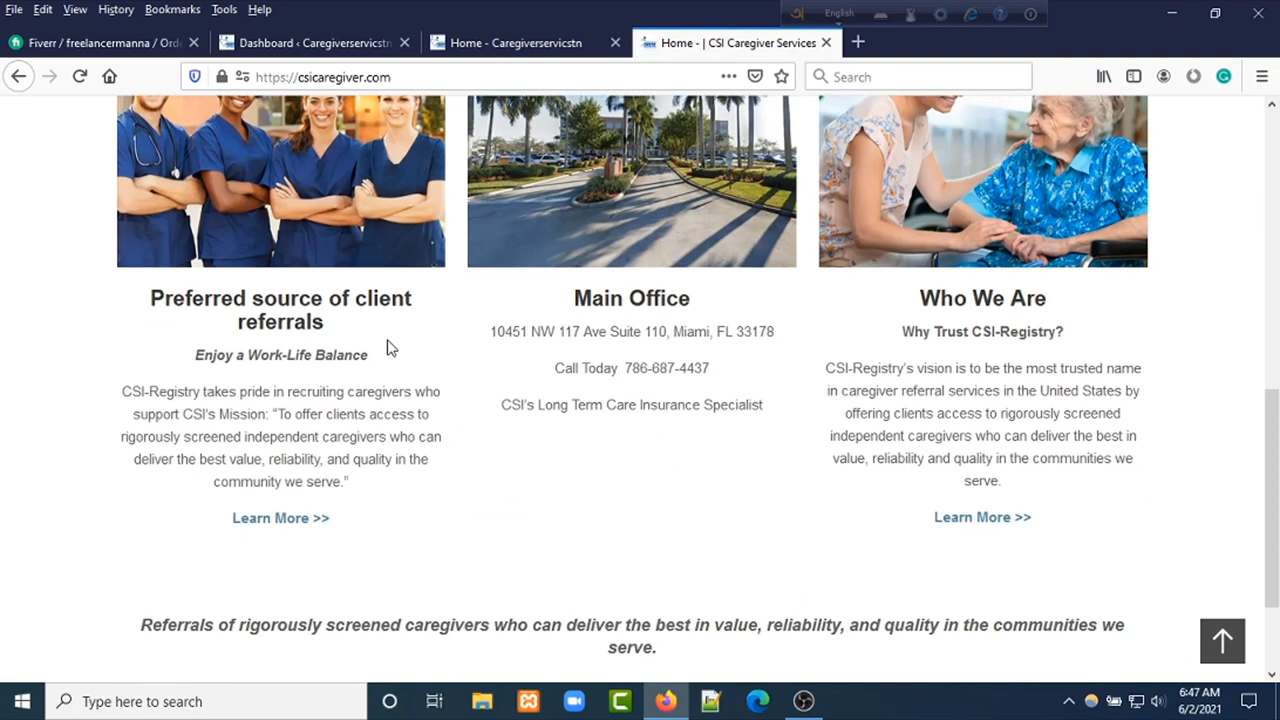 File Edit View History Bookmarks Tools Help
English
Fiverr / freelancermanna / Ord
Dashboard ‹ Caregiverservicstn
Home - Caregiverservicstn
Home - | CSI Caregiver Services
https://csicaregiver.com
Search
Preferred source of client
referrals
Enjoy a Work-Life Balance
CSI-Registry takes pride in recruiting caregivers who
support CSI's Mission: “To offer clients access to
rigorously screened independent caregivers who can
deliver the best value, reliability, and quality in the
community we serve.”
Learn More >>
Main Office
10451 NW 117 Ave Suite 110, Miami, FL 33178
Call Today 786-687-4437
CSI's Long Term Care Insurance Specialist
Who We Are
Why Trust CSI-Registry?
CSI-Registry's vision is to be the most trusted name
in caregiver referral services in the United States by
offering clients access to rigorously screened
independent caregivers who can deliver the best in
value, reliability and quality in the communities we
serve.
Learn More >>
Referrals of rigorously screened caregivers who can deliver the best in value, reliability, and quality in the communities we
serve.
Type here to search
6:47 AM
6/2/2021